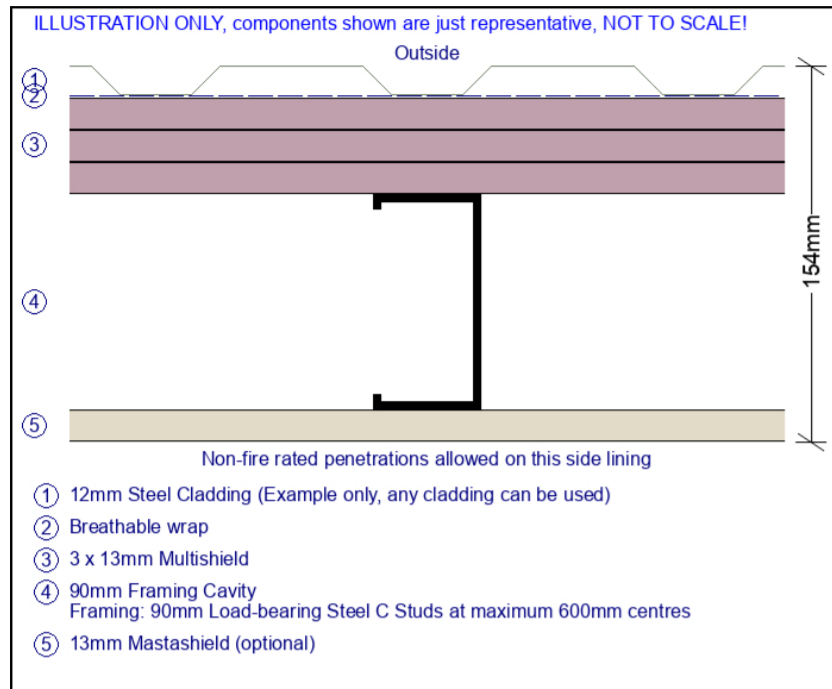 ILLUSTRATION ONLY, components shown are just representative, NOT TO SCALE!
Outside
1
2
3
4
5
154mm
Non-fire rated penetrations allowed on this side lining
1 12mm Steel Cladding (Example only, any cladding can be used)
2 Breathable wrap
3 3 x 13mm Multishield
4 90mm Framing Cavity
Framing: 90mm Load-bearing Steel C Studs at maximum 600mm centres
5 13mm Mastashield (optional)